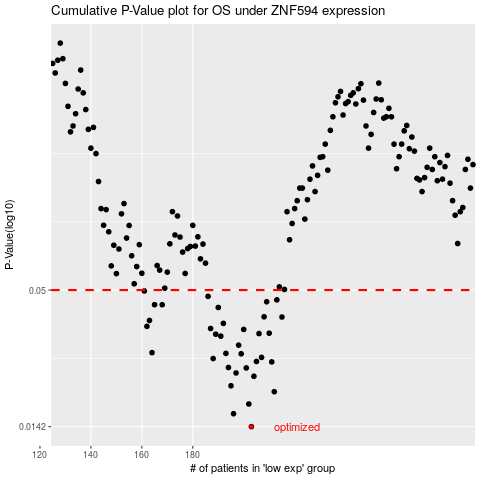 Cumulative P-Value plot for OS under ZNF594 expression
P-Value(log10)
0.05
0.0142
optimized
120 140 160 180
# of patients in 'low exp' group